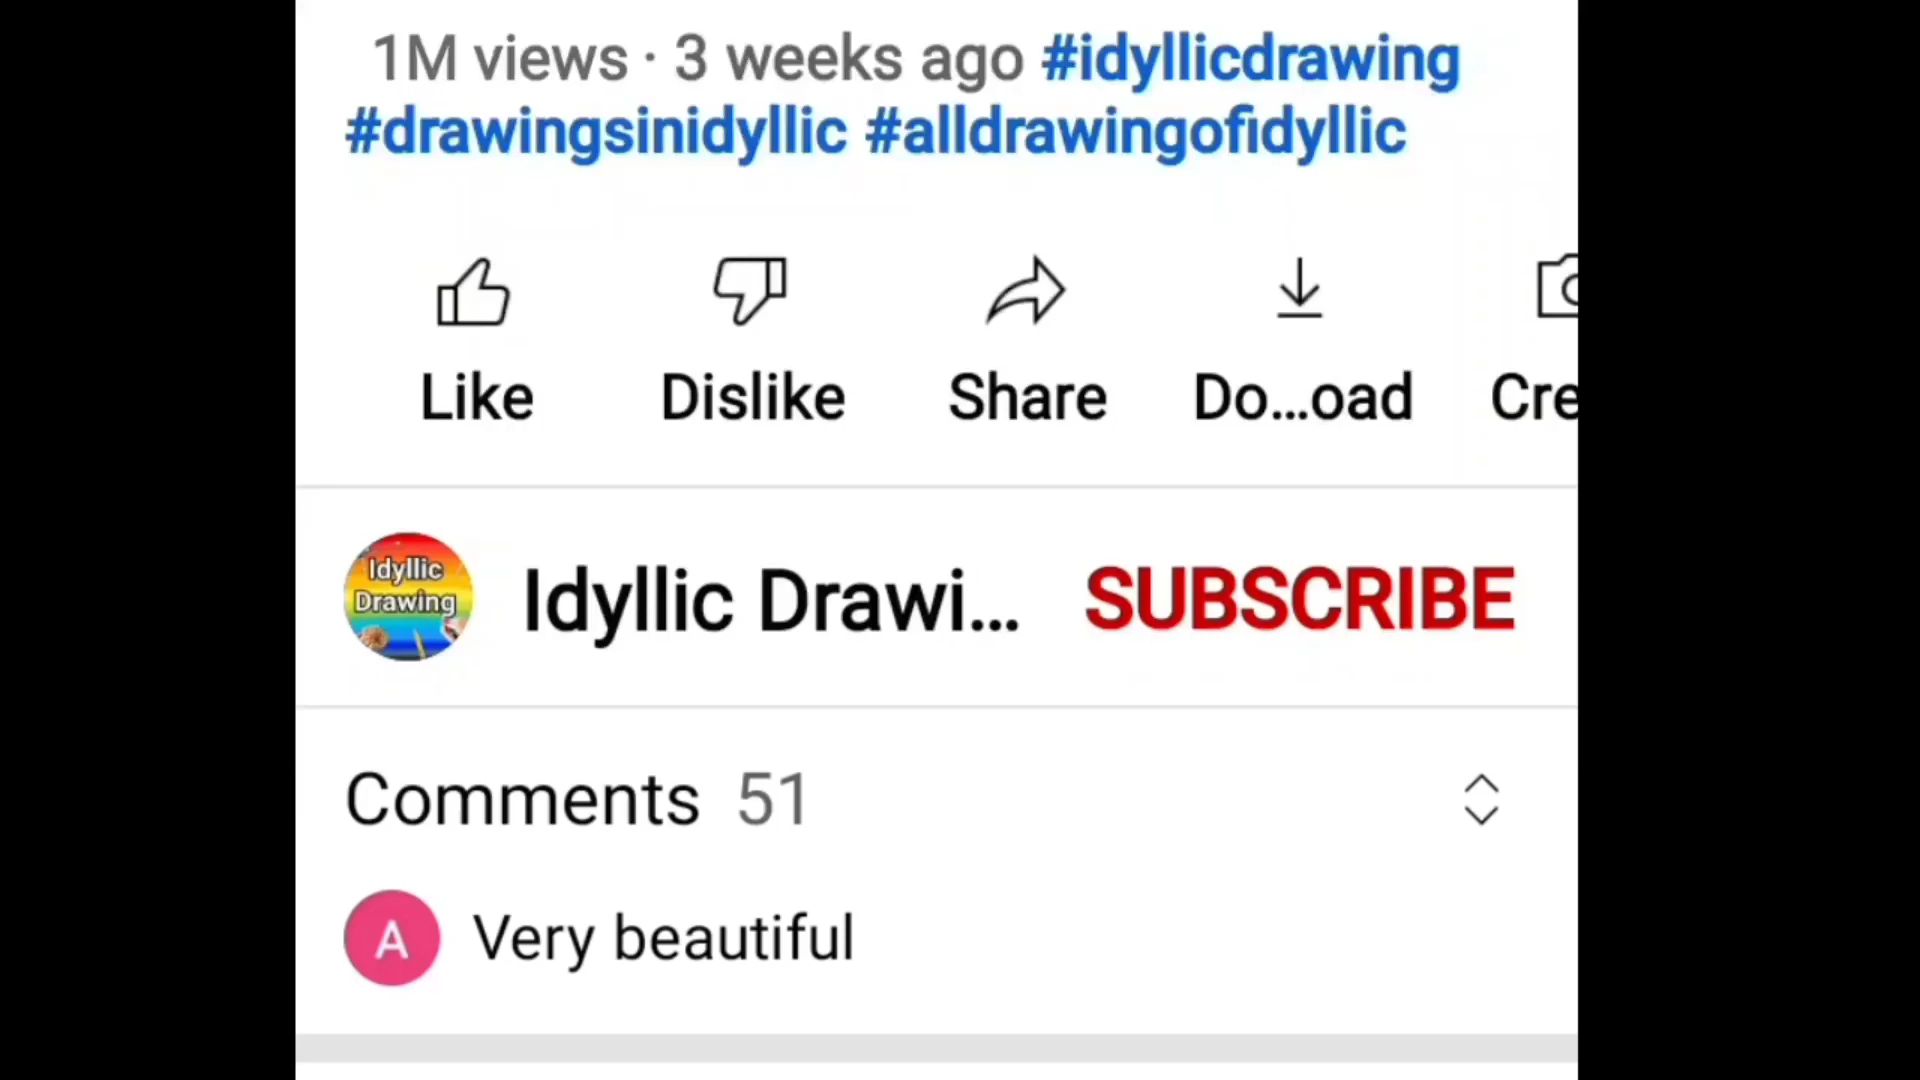 1M views · 3 weeks ago #idyllicdrawing
#drawingsinidyllic #alldrawingofidyllic
Like Dislike Share Do...oad Cre
Idyllic
Drawing
Idyllic Drawi... SUBSCRIBE
Comments 51
A Very beautiful